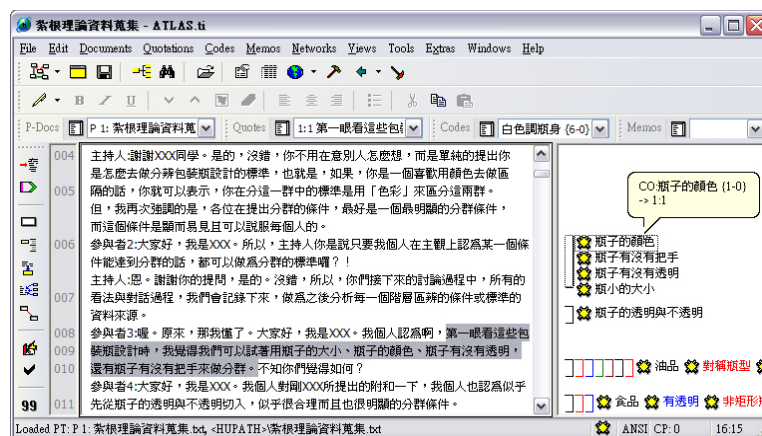 紮根理論資料蒐集 - ATLAS.ti
File Edit Documents Quotations Codes Memos Networks Views Tools Extras Windows Help
P-Docs P 1: 紮根理論資料蒐 Quotes 1:1 第一眼看這些包 Codes 白色調瓶身 {6-0} Memos
004 主持人:謝謝XXX同學。是的，沒錯，你不用在意別人怎麼想，而是單純的提出你
是怎麼去做分辨包裝瓶設計的標準，也就是，如果，你是一個喜歡用顏色去做區
005 隔的話，你就可以表示，你在分這一群中的標準是用「色彩」來區分這兩群。
但，我再次強調的是，各位在提出分群的條件，最好是一個最明顯的分群條件，
而這個條件是顯而易見且可以說服每個人的。
006 參與者2:大家好，我是XXX。所以，主持人你是說只要我個人在主觀上認為某一個條
件能達到分群的話，都可以做為分群的標準囉？！
主持人:恩。謝謝你的提問，是的。沒錯，所以，你們接下來的討論過程中，所有的
007 看法與對話過程，我們會記錄下來，做為之後分析每一個階層區辨的條件或標準的
資料來源。
008 參與者3:喔。原來，那我懂了。大家好，我是XXX。我個人認為啊，第一眼看這些包
009 裝瓶設計時，我覺得我們可以試著用瓶子的大小、瓶子的顏色、瓶子有沒有透明，
010 還有瓶子有沒有把手來做分群。不知你們覺得如何？
參與者4:大家好，我是XXX。我個人對剛XXX所提出的附和一下，我個人也認為似乎
011 先從瓶子的透明與不透明切入，似乎很合理而且也很明顯的分群條件。
CO:瓶子的顏色 {1-0}
-> 1:1
瓶子的顏色
瓶子有沒有把手
瓶子有沒有透明
瓶小的大小
瓶子的透明與不透明
油品 對稱瓶型
食品 有透明 非矩形
Loaded PT: P 1: 紮根理論資料蒐集.txt, <HUPATH>\紮根理論資料蒐集.txt ANSI CP: 0 16:15